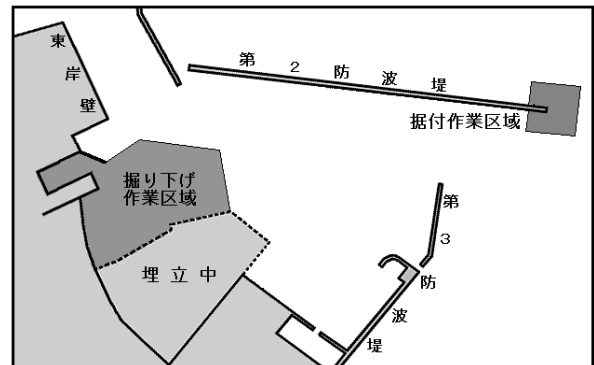 東岸壁
第2防波堤
据付作業区域
掘り下げ
作業区域
埋立中
第3防波堤